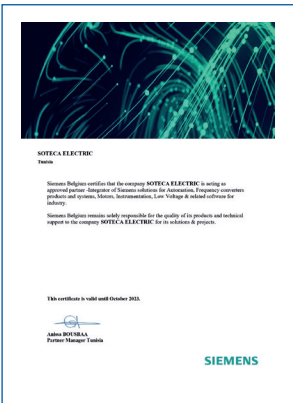 SOTECA ELECTRIC
Tunisia
Siemens Belgium certifies that the company SOTECA ELECTRIC is acting as
approved partner -Integrator of Siemens solutions for Automation, Frequency converters
products and systems, Motors, Instrumentation, Low Voltage & related software for
industry.
Siemens Belgium remains solely responsible for the quality of its products and technical
support to the company SOTECA ELECTRIC for its solutions & projects.
This certificate is valid until October 2023.
Anissa BOUSBAA
Partner Manager Tunisia
SIEMENS